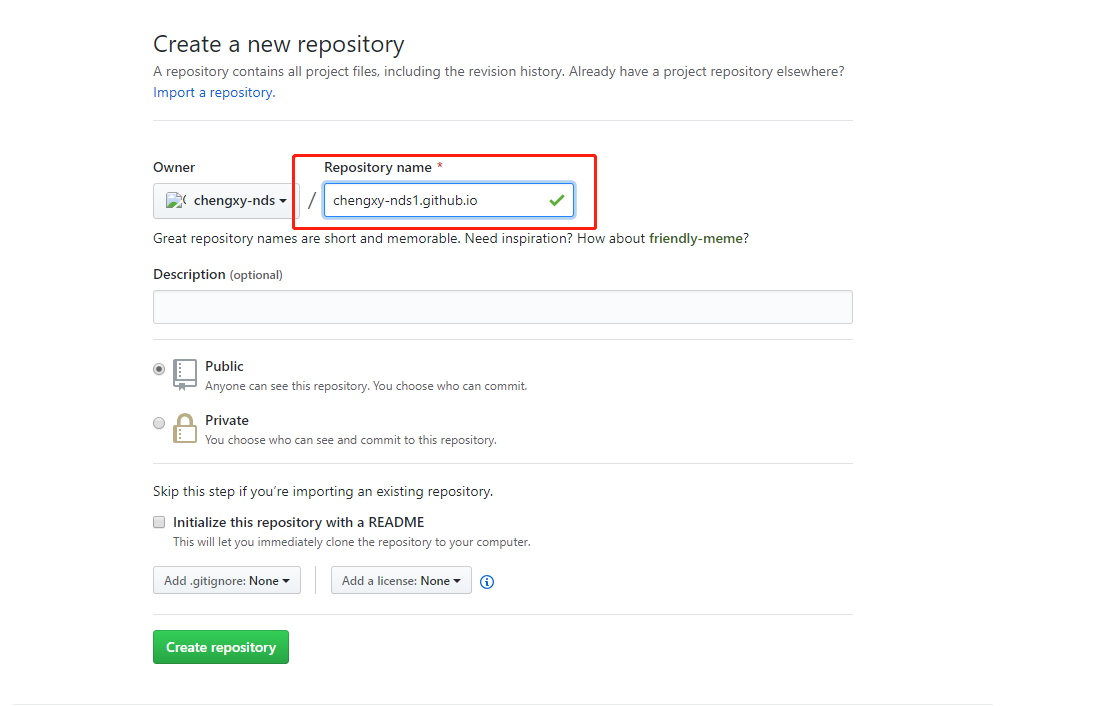 Create a new repository
A repository contains all project files, including the revision history. Already have a project repository elsewhere?
Import a repository.
Owner
Repository name *
chengxy-nds
/
chengxy-nds1.github.io
Great repository names are short and memorable. Need inspiration? How about friendly-meme?
Description (optional)
Public
Anyone can see this repository. You choose who can commit.
Private
You choose who can see and commit to this repository.
Skip this step if you’re importing an existing repository.
Initialize this repository with a README
This will let you immediately clone the repository to your computer.
Add .gitignore: None
Add a license: None
Create repository